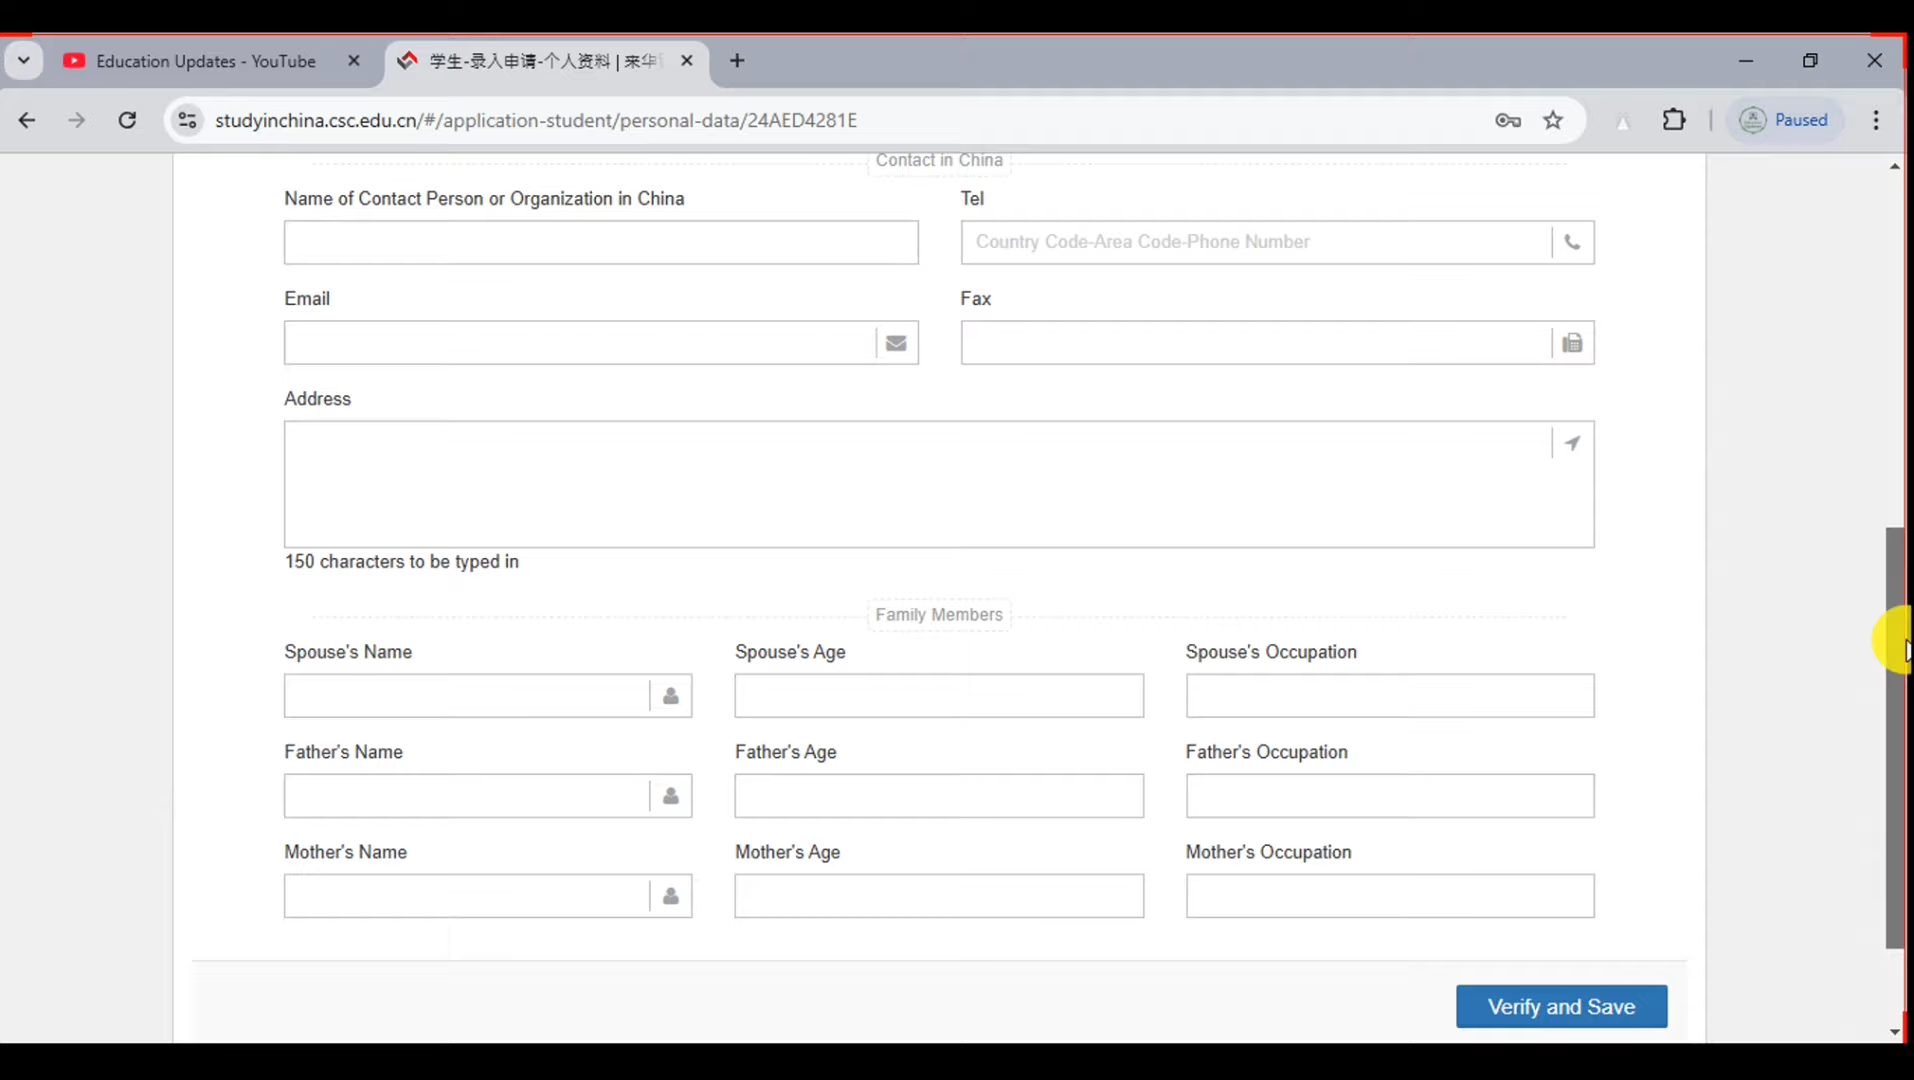 Education Updates - YouTube
学生-录入申请-个人资料 | 来华
studyinchina.csc.edu.cn/#/application-student/personal-data/24AED4281E
Paused
Contact in China
Name of Contact Person or Organization in China
Tel
Country Code-Area Code-Phone Number
Email
Fax
Address
150 characters to be typed in
Family Members
Spouse's Name
Spouse's Age
Spouse's Occupation
Father's Name
Father's Age
Father's Occupation
Mother's Name
Mother's Age
Mother's Occupation
Verify and Save